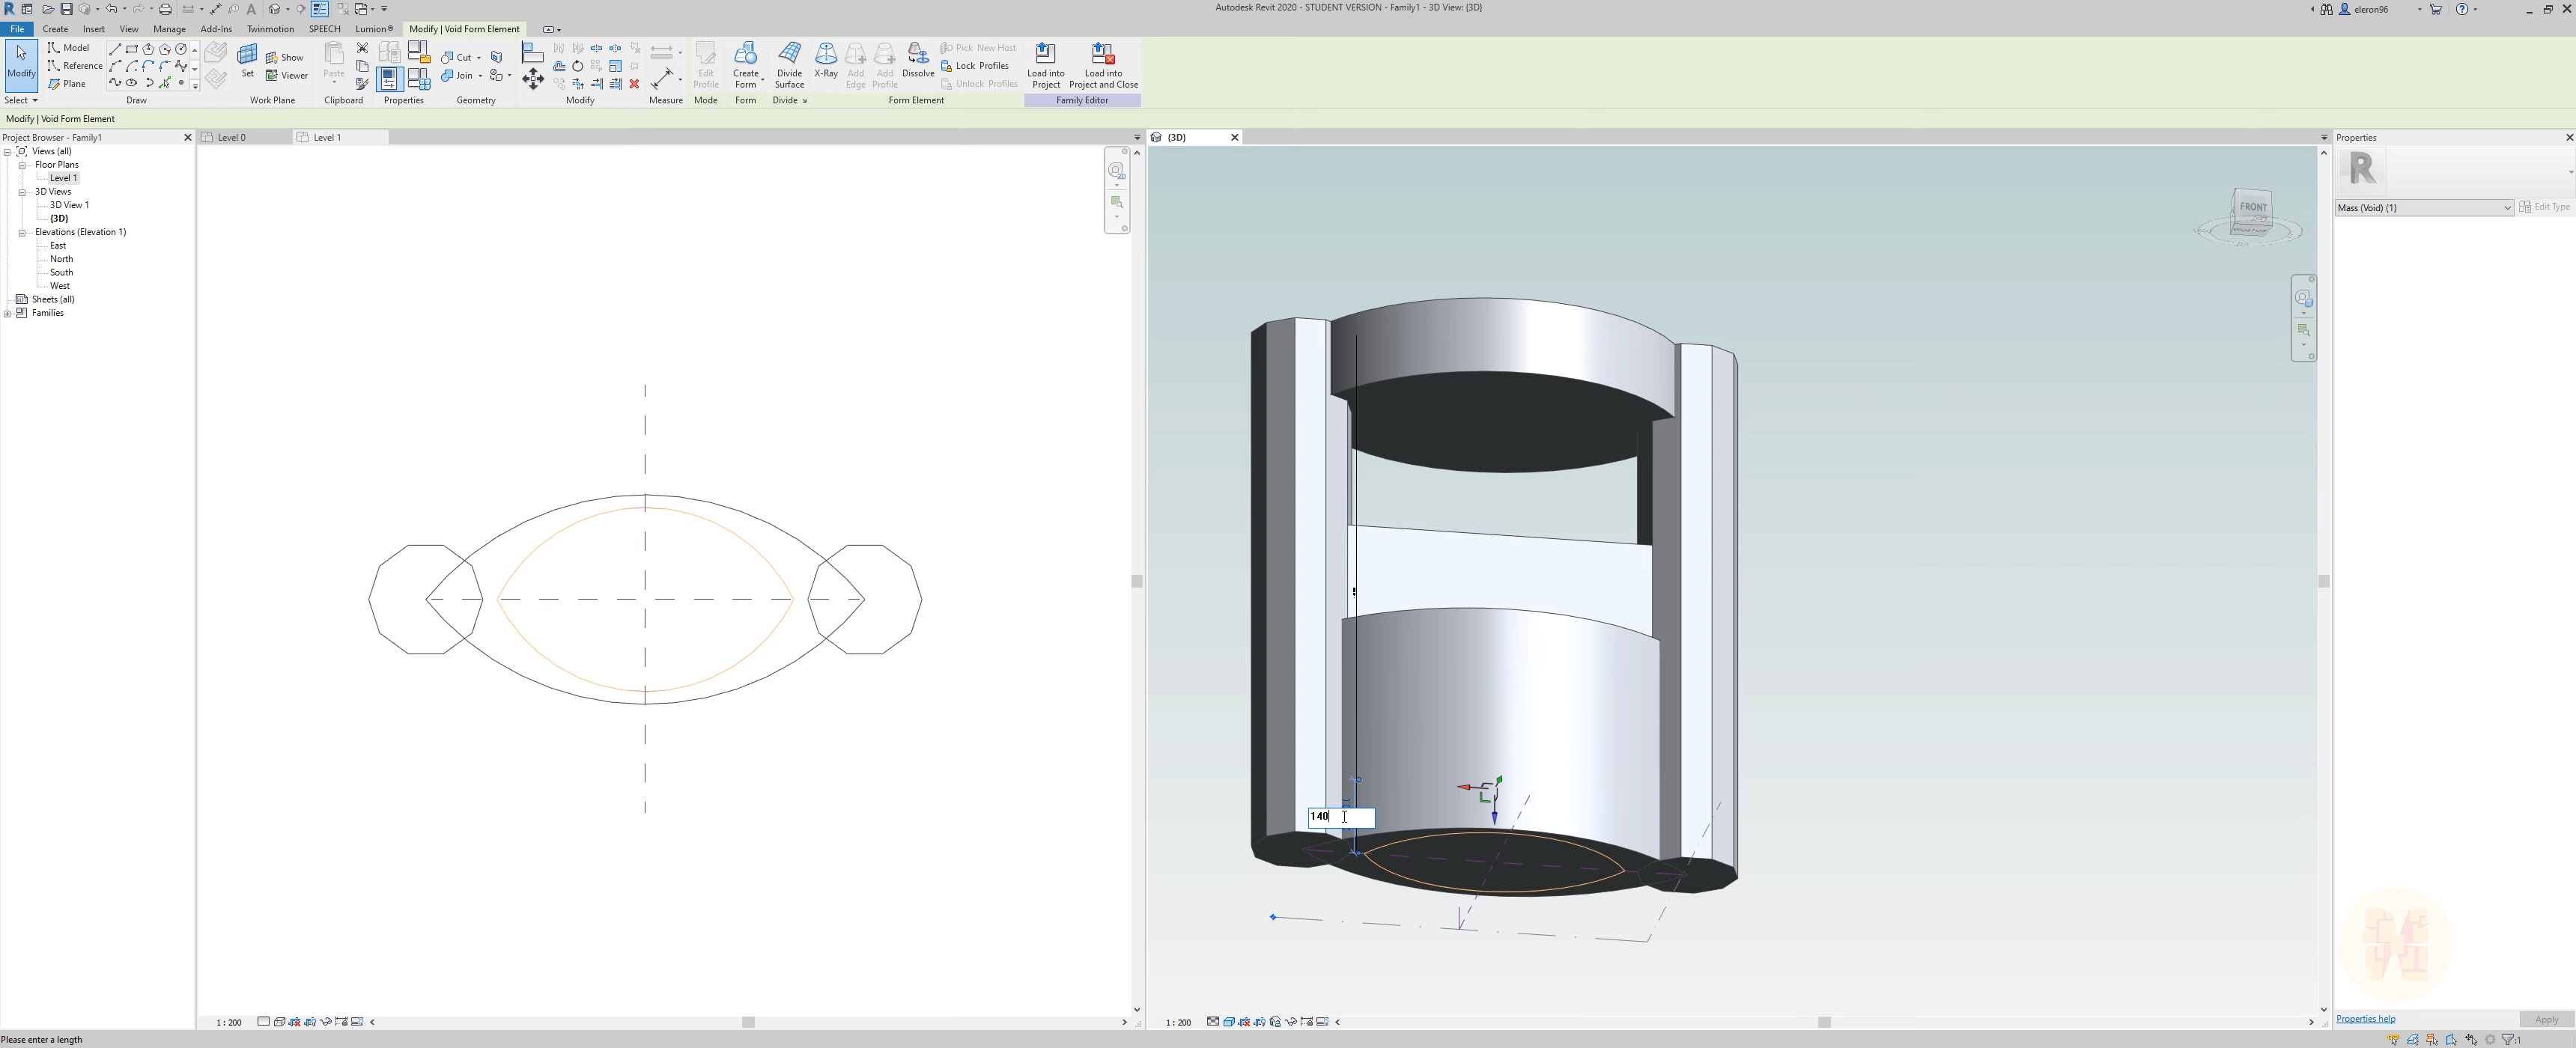 Autodesk Revit 2020 - STUDENT VERSION - Family1 - 3D View: {3D}
eleron96
File Create Insert View Manage Add-Ins Twinmotion SPEECH Lumion® Modify | Void Form Element
Modify
Model
Reference
Plane
Set
Show
Viewer
Paste
Cut
Join
Edit Profile
Create Form
Divide Surface
X-Ray
Add Edge
Add Profile
Dissolve
Pick New Host
Lock Profiles
Unlock Profiles
Load into Project
Load into Project and Close
Select Draw Work Plane Clipboard Properties Geometry Modify Measure Mode Form Divide Form Element Family Editor
Modify | Void Form Element
Project Browser - Family1
Level 0
Level 1
{3D}
Properties
Views (all)
Floor Plans
Level 1
3D Views
3D View 1
{3D}
Elevations (Elevation 1)
East
North
South
West
Sheets (all)
Families
FRONT
R
Mass (Void) (1)
Edit Type
140
1 : 200
1 : 200
Properties help
Apply
Please enter a length
:1